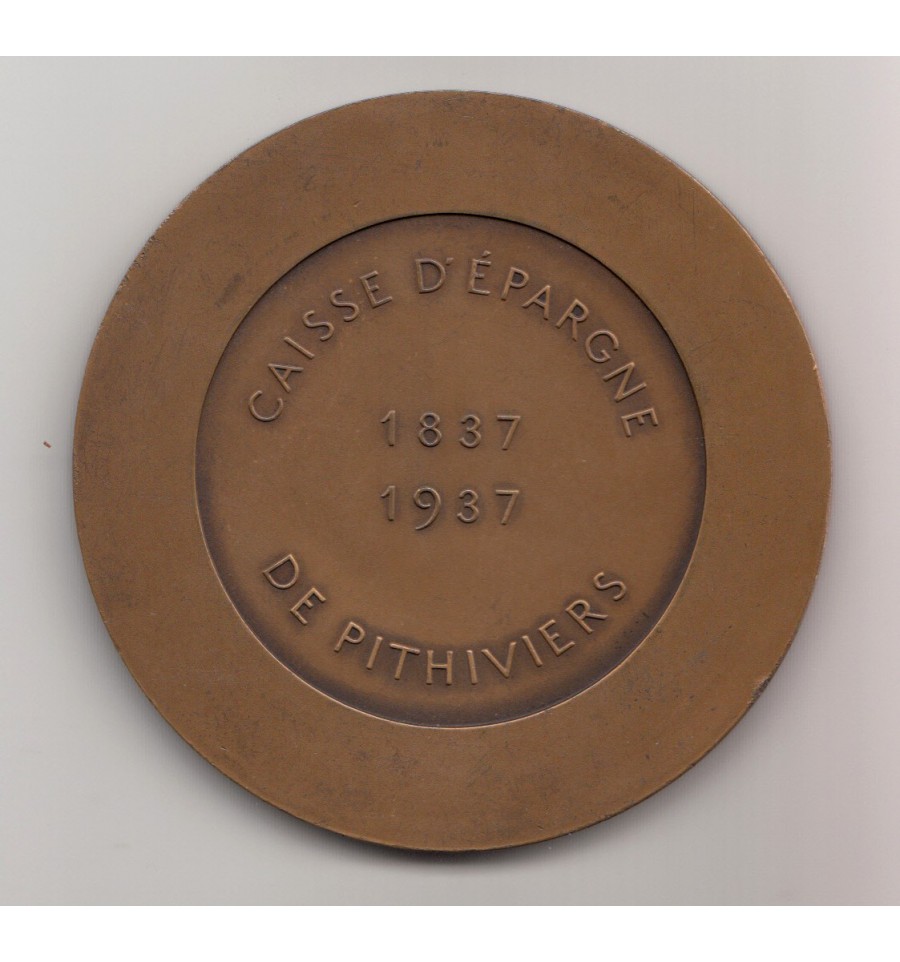 CAISSE D'ÉPARGNE
1837
1937
DE PITHIVIERS